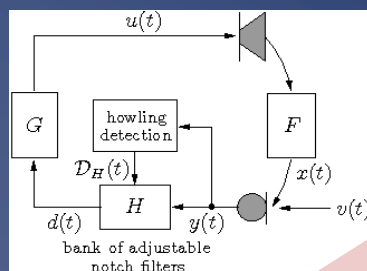 u(t)
G
howling
detection
F
𝒟_H(t)
x(t)
H
d(t)
y(t)
v(t)
bank of adjustable
notch filters